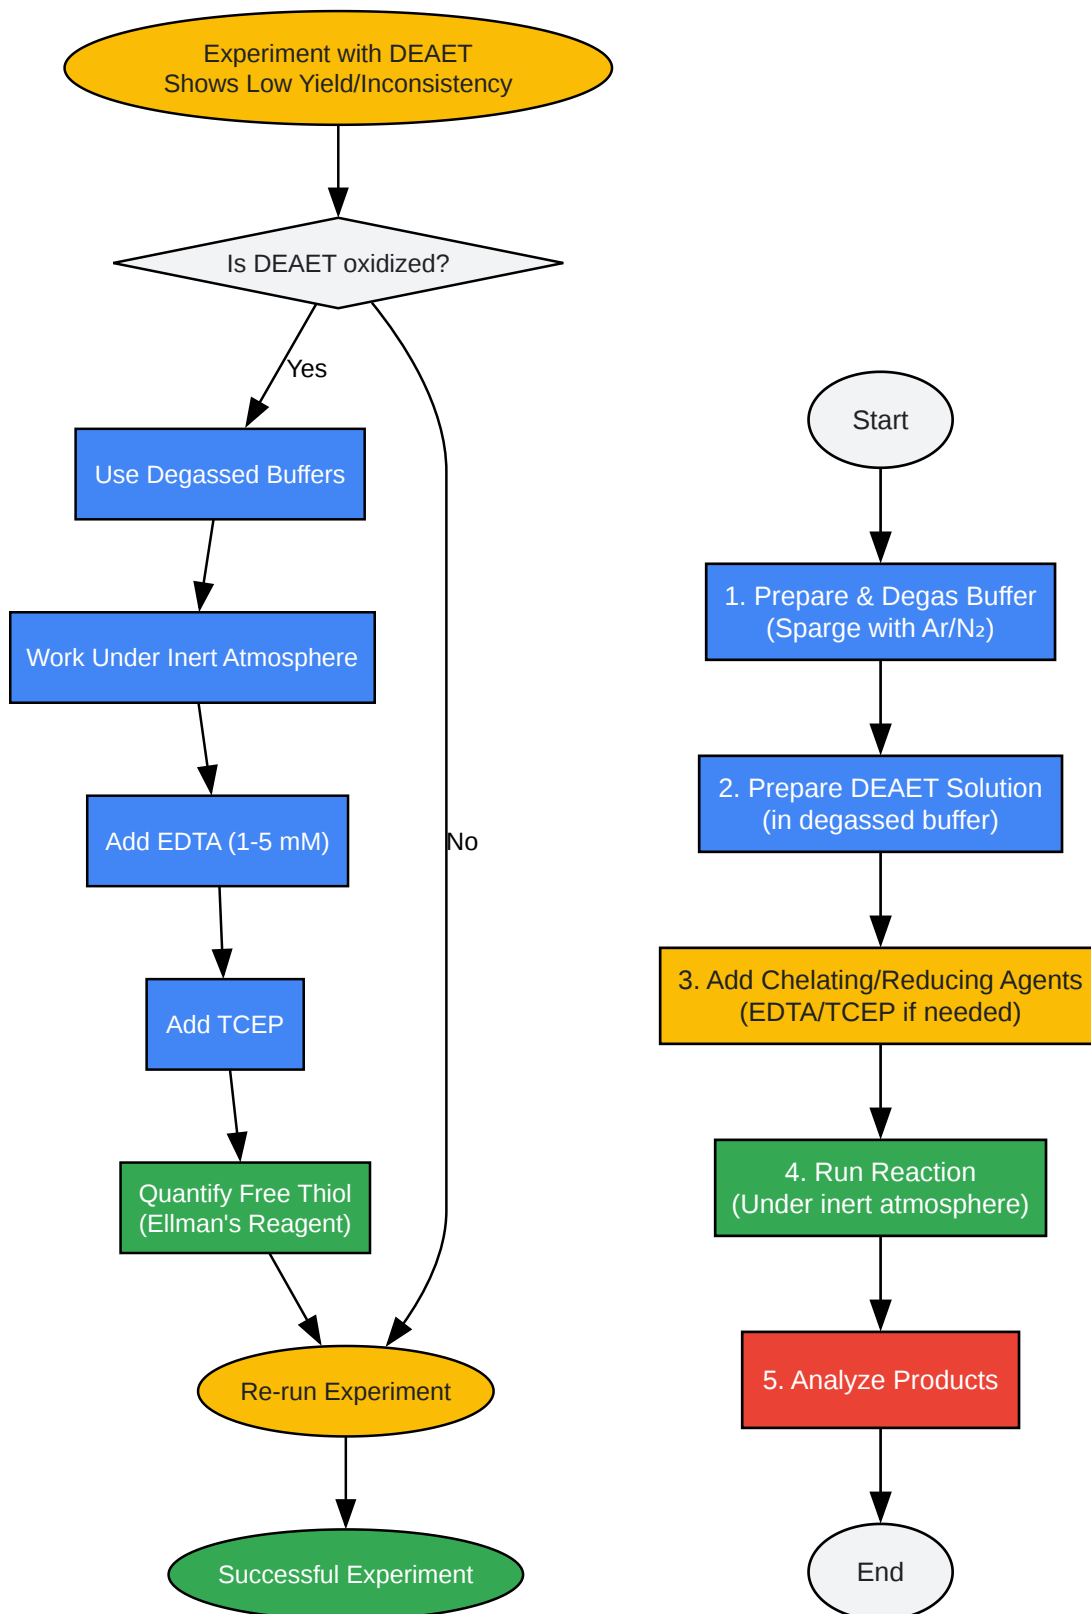 Experiment with DEAET
Shows Low Yield/Inconsistency
Is DEAET oxidized?
Yes
Use Degassed Buffers
Work Under Inert Atmosphere
Add EDTA (1-5 mM)
No
Add TCEP
Quantify Free Thiol
(Ellman's Reagent)
Re-run Experiment
Successful Experiment
Start
1. Prepare & Degas Buffer
(Sparge with Ar/N₂)
2. Prepare DEAET Solution
(in degassed buffer)
3. Add Chelating/Reducing Agents
(EDTA/TCEP if needed)
4. Run Reaction
(Under inert atmosphere)
5. Analyze Products
End